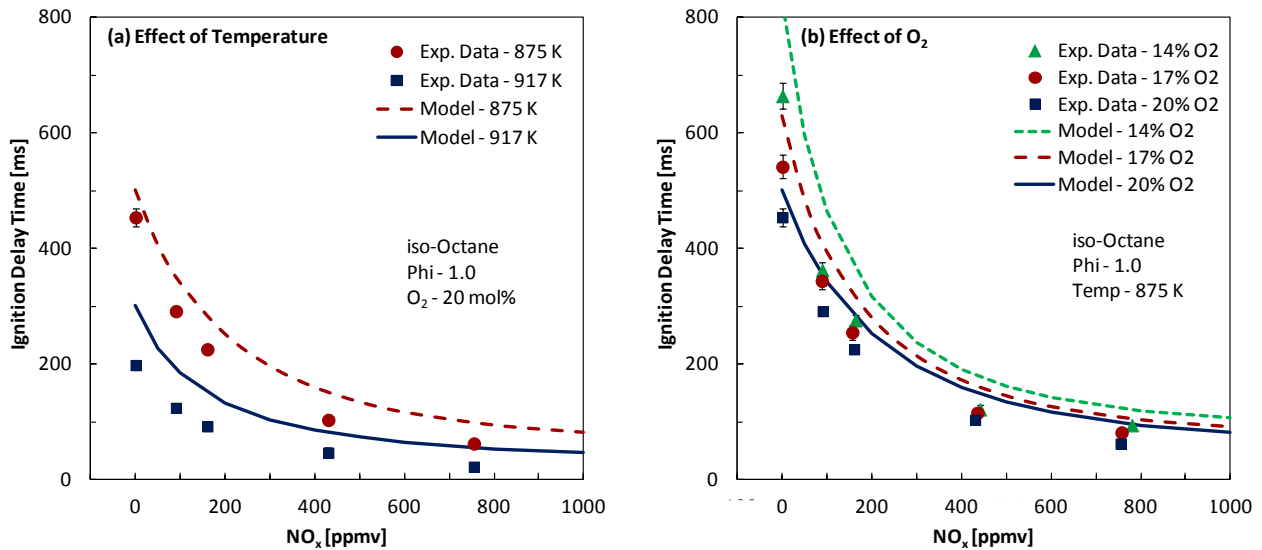 (a) Effect of Temperature
Exp. Data - 875 K
Exp. Data - 917 K
Model - 875 K
Model - 917 K
iso-Octane
Phi - 1.0
O₂ - 20 mol%
Ignition Delay Time [ms]
800
600
400
200
0
0 200 400 600 800 1000
NOₓ [ppmv]
(b) Effect of O₂
Exp. Data - 14% O2
Exp. Data - 17% O2
Exp. Data - 20% O2
Model - 14% O2
Model - 17% O2
Model - 20% O2
iso-Octane
Phi - 1.0
Temp - 875 K
Ignition Delay Time [ms]
800
600
400
200
0
0 200 400 600 800 1000
NOₓ [ppmv]